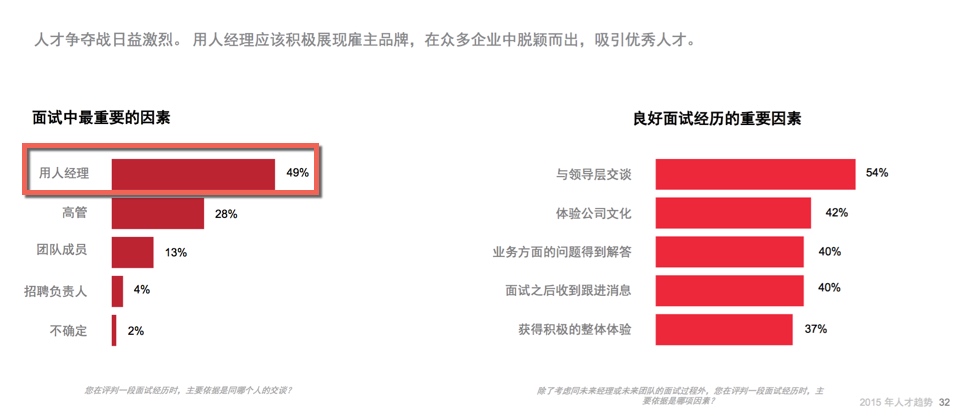 人才争夺战日益激烈。 用人经理应该积极展现雇主品牌，在众多企业中脱颖而出，吸引优秀人才。
面试中最重要的因素
用人经理 49%
高管 28%
团队成员 13%
招聘负责人 4%
不确定 2%
您在评判一段面试经历时，主要依据是同哪个人的交谈？
良好面试经历的重要因素
与领导层交谈 54%
体验公司文化 42%
业务方面的问题得到解答 40%
面试之后收到跟进消息 40%
获得积极的整体体验 37%
除了考虑同未来经理或未来团队的面试过程外，您在评判一段面试经历时，主
要依据是哪项因素？
2015 年人才趋势 32